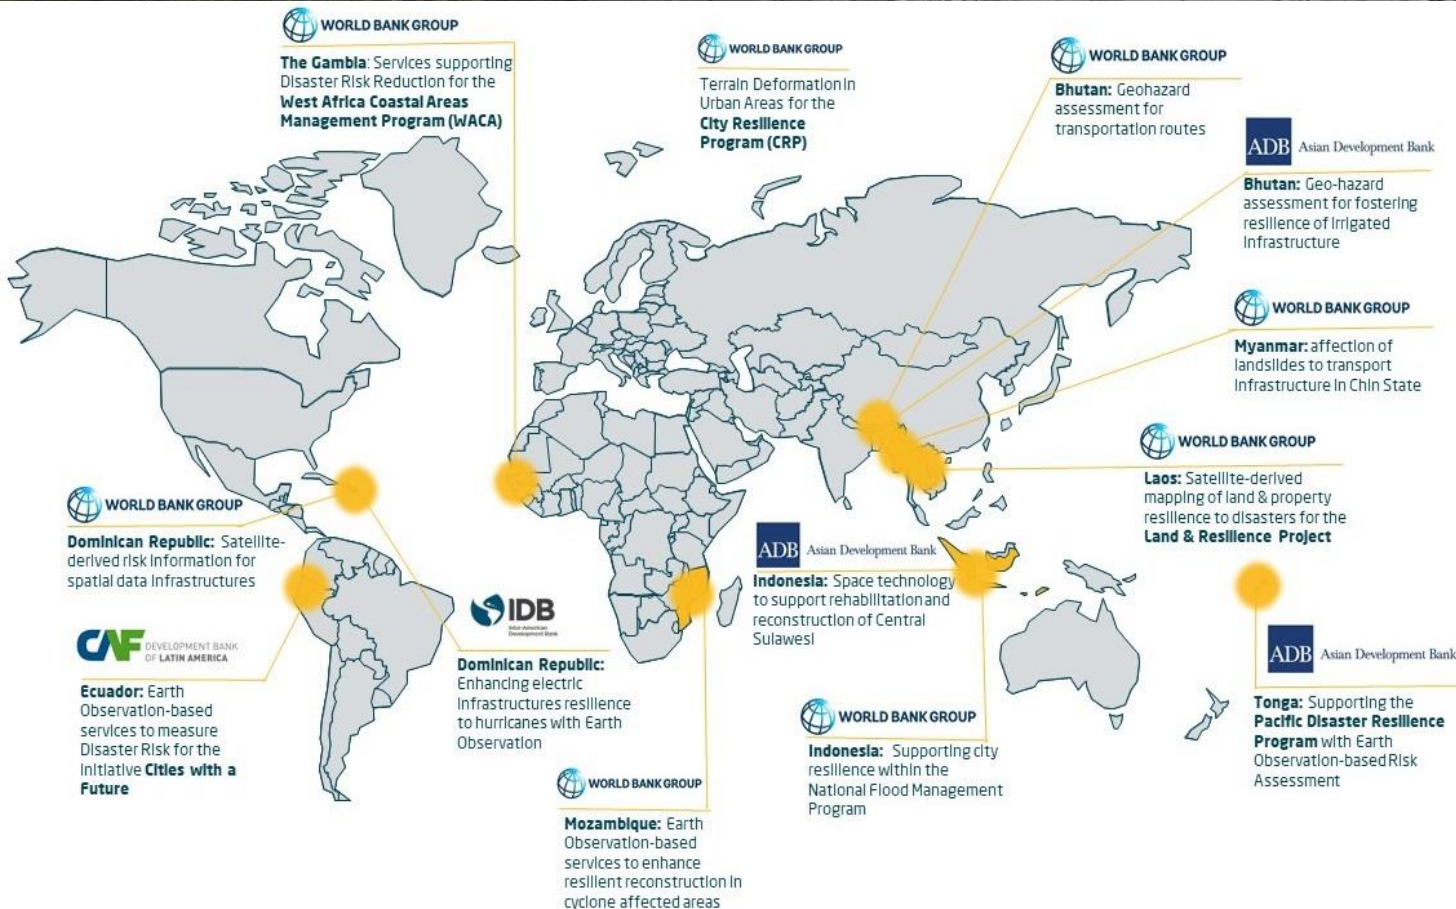 WORLD BANK GROUP
The Gambia: Services supporting
Disaster Risk Reduction for the
West Africa Coastal Areas
Management Program (WACA)
WORLD BANK GROUP
Terrain Deformation in
Urban Areas for the
City Resilience
Program (CRP)
WORLD BANK GROUP
Bhutan: Geohazard
assessment for
transportation routes
ADB Asian Development Bank
Bhutan: Geo-hazard
assessment for fostering
resilience of Irrigated
Infrastructure
WORLD BANK GROUP
Myanmar: affection of
landslides to transport
Infrastructure in Chin State
WORLD BANK GROUP
Laos: Satellite-derived
mapping of land & property
resilience to disasters for the
Land & Resilience Project
WORLD BANK GROUP
Dominican Republic: Satellite-
derived risk information for
spatial data Infrastructures
CAF DEVELOPMENT BANK
OF LATIN AMERICA
Ecuador: Earth
Observation-based
services to measure
Disaster Risk for the
Initiative Cities with a
Future
IDB
Inter-American
Development Bank
Dominican Republic:
Enhancing electric
Infrastructures resilience
to hurricanes with Earth
Observation
WORLD BANK GROUP
Mozambique: Earth
Observation-based
services to enhance
resilient reconstruction in
cyclone affected areas
ADB Asian Development Bank
Indonesia: Space technology
to support rehabilitation and
reconstruction of Central
Sulawesi
WORLD BANK GROUP
Indonesia: Supporting city
resilience within the
National Flood Management
Program
ADB Asian Development Bank
Tonga: Supporting the
Pacific Disaster Resilience
Program with Earth
Observation-based Risk
Assessment